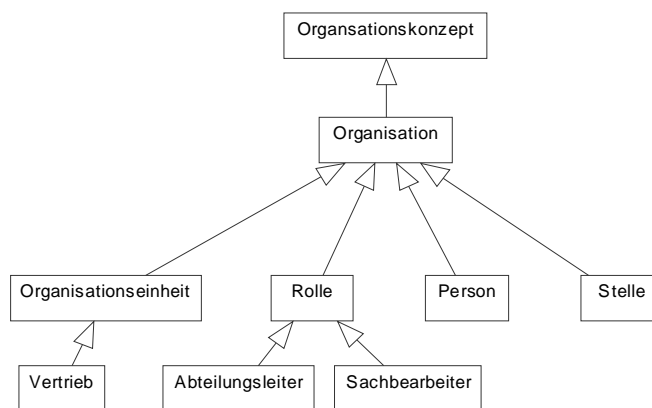 Organsationskonzept
Organisation
Organisationseinheit
Rolle
Person
Stelle
Vertrieb
Abteilungsleiter
Sachbearbeiter